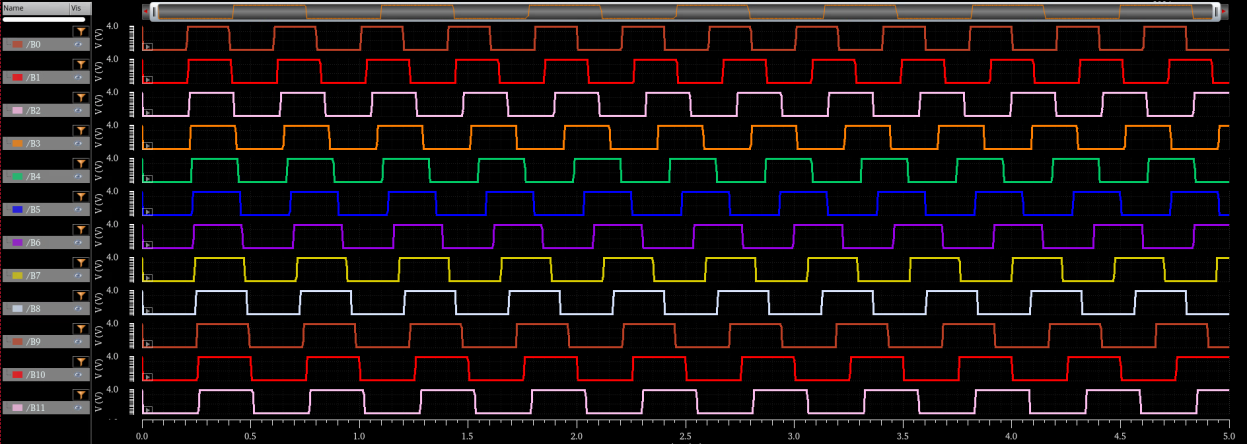 Name Vis
/B0 V (V) 4.0
/B1 V (V) 4.0
/B2 V (V) 4.0
/B3 V (V) 4.0
/B4 V (V) 4.0
/B5 V (V) 4.0
/B6 V (V) 4.0
/B7 V (V) 4.0
/B8 V (V) 4.0
/B9 V (V) 4.0
/B10 V (V) 4.0
/B11 V (V) 4.0
0.0 0.5 1.0 1.5 2.0 2.5 3.0 3.5 4.0 4.5 5.0